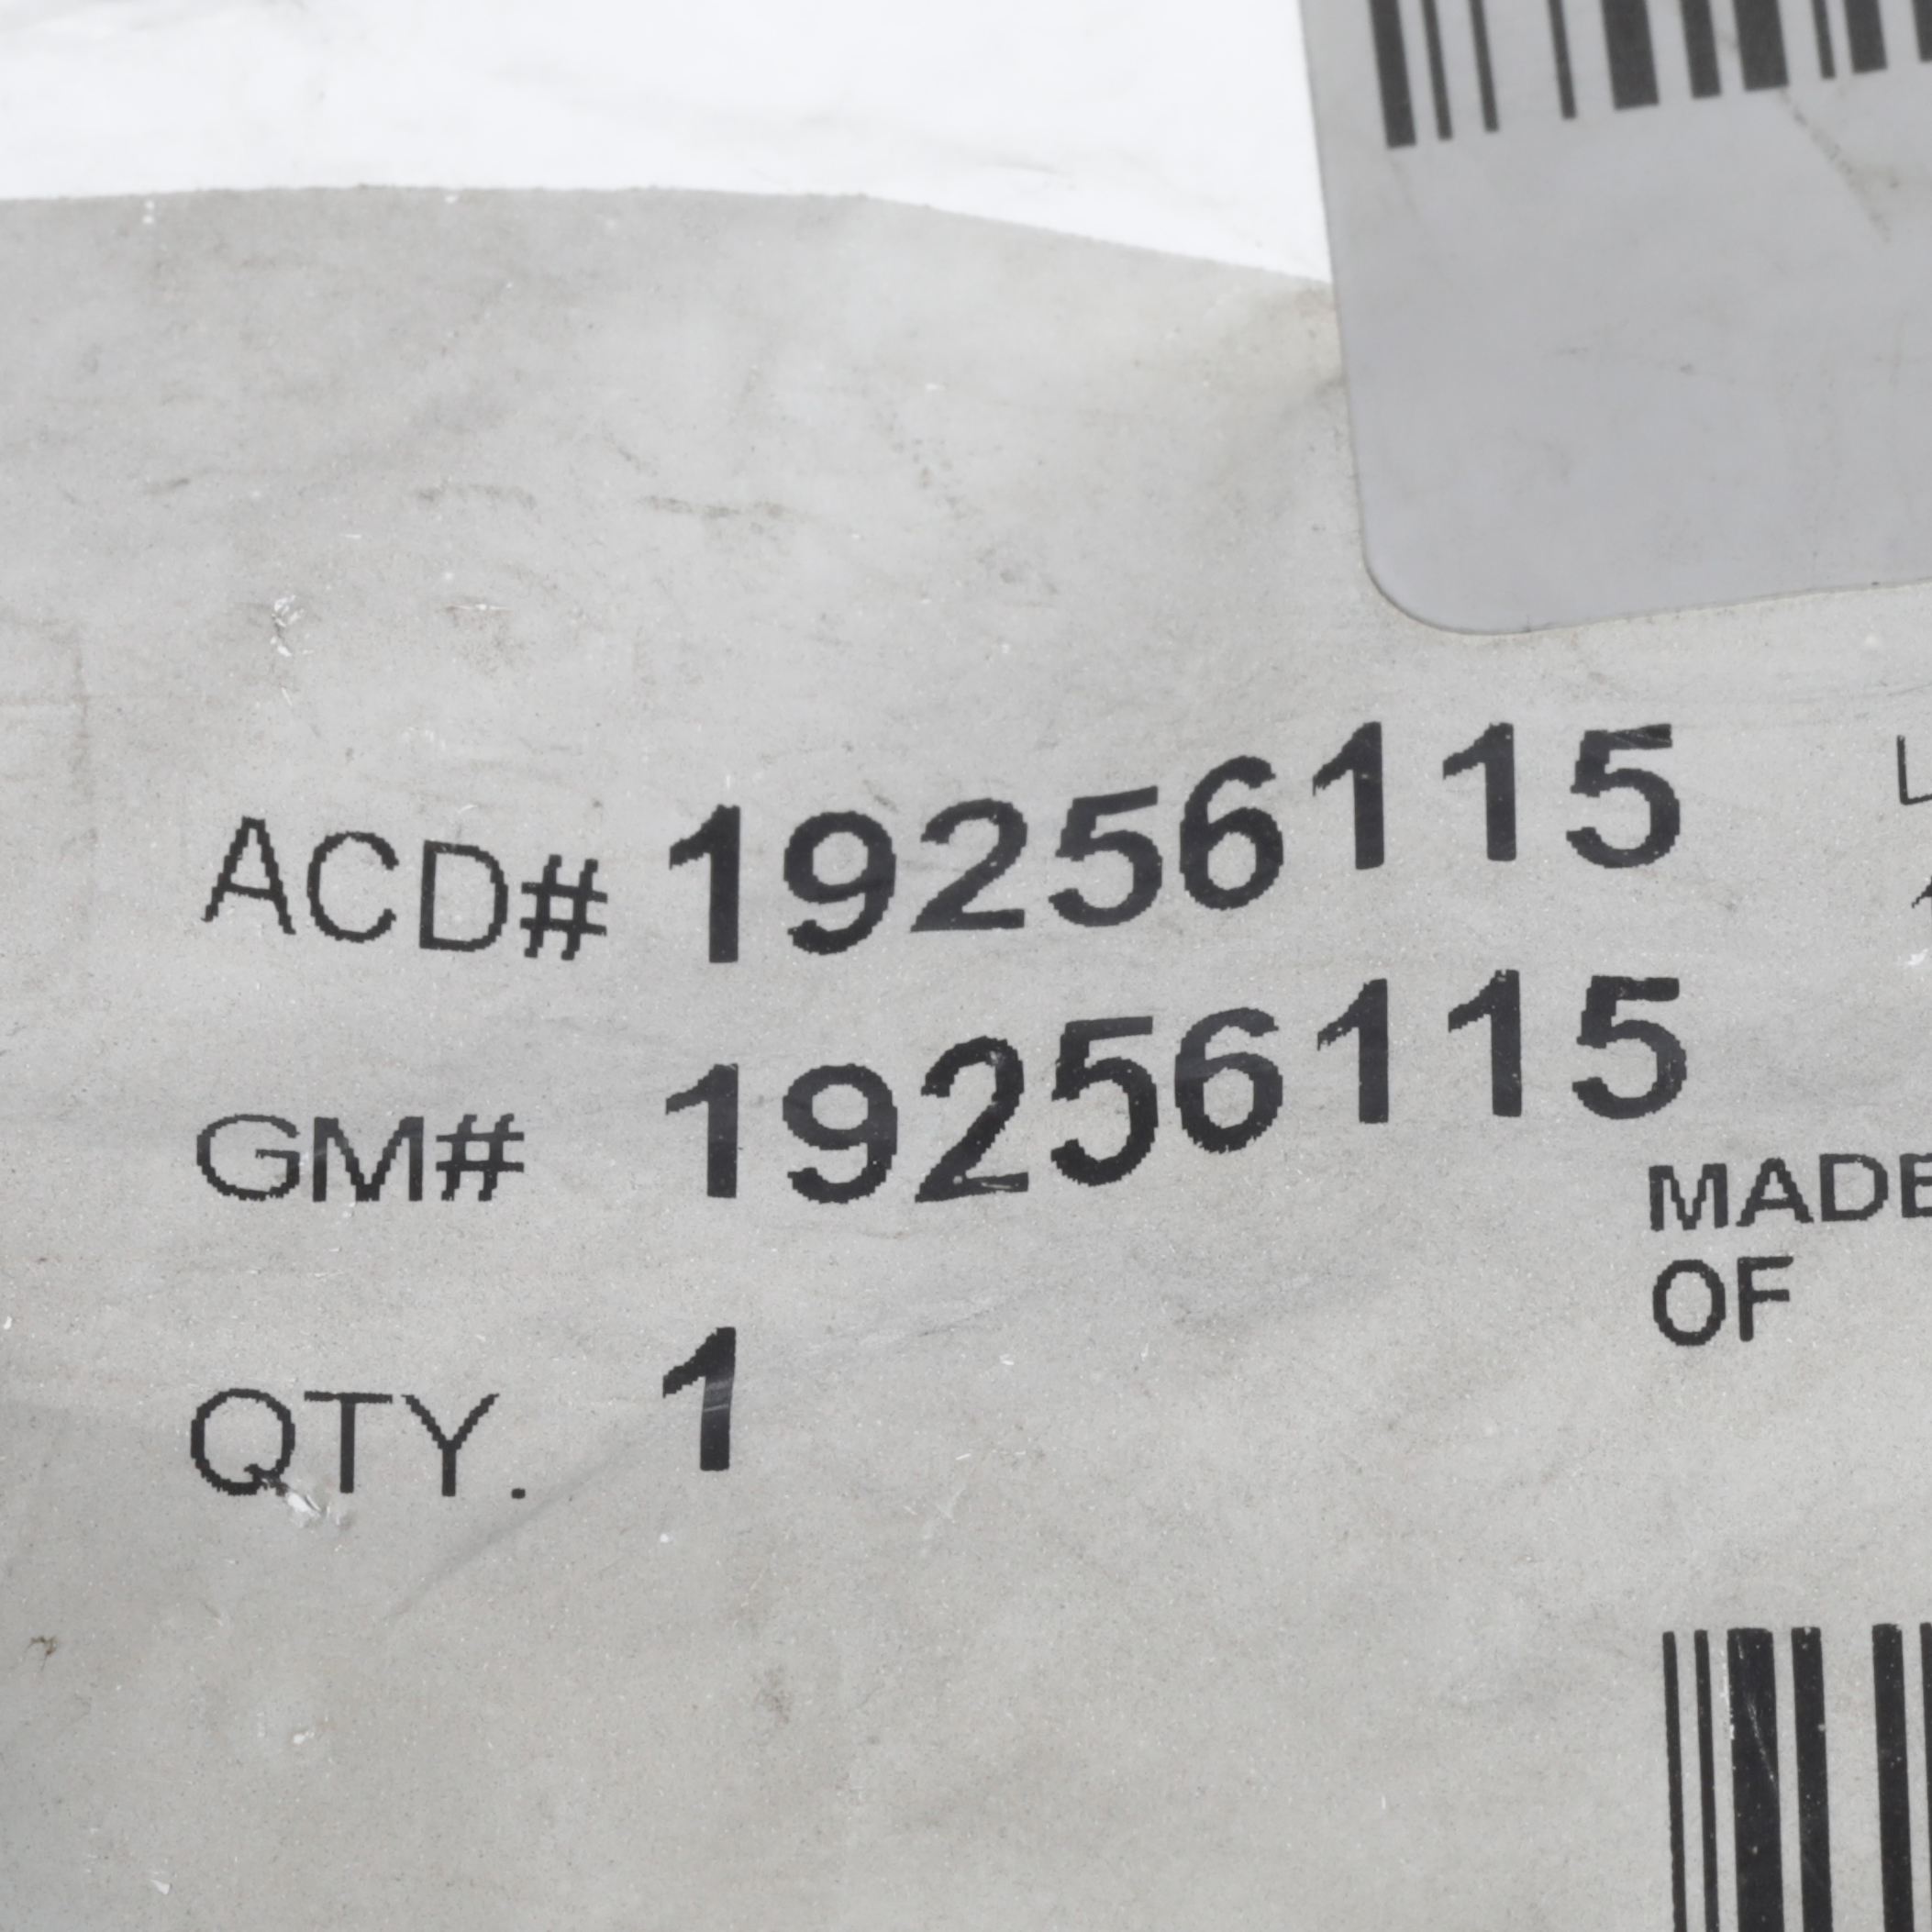 ACD# 19256115
GM# 19256115
MADE
OF
QTY. 1